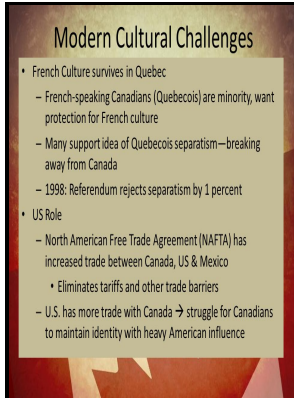 Modern Cultural Challenges
• French Culture survives in Quebec
– French-speaking Canadians (Quebecois) are minority, want
protection for French culture
– Many support idea of Quebecois separatism—breaking
away from Canada
– 1998: Referendum rejects separatism by 1 percent
• US Role
– North American Free Trade Agreement (NAFTA) has
increased trade between Canada, US & Mexico
• Eliminates tariffs and other trade barriers
– U.S. has more trade with Canada → struggle for Canadians
to maintain identity with heavy American influence